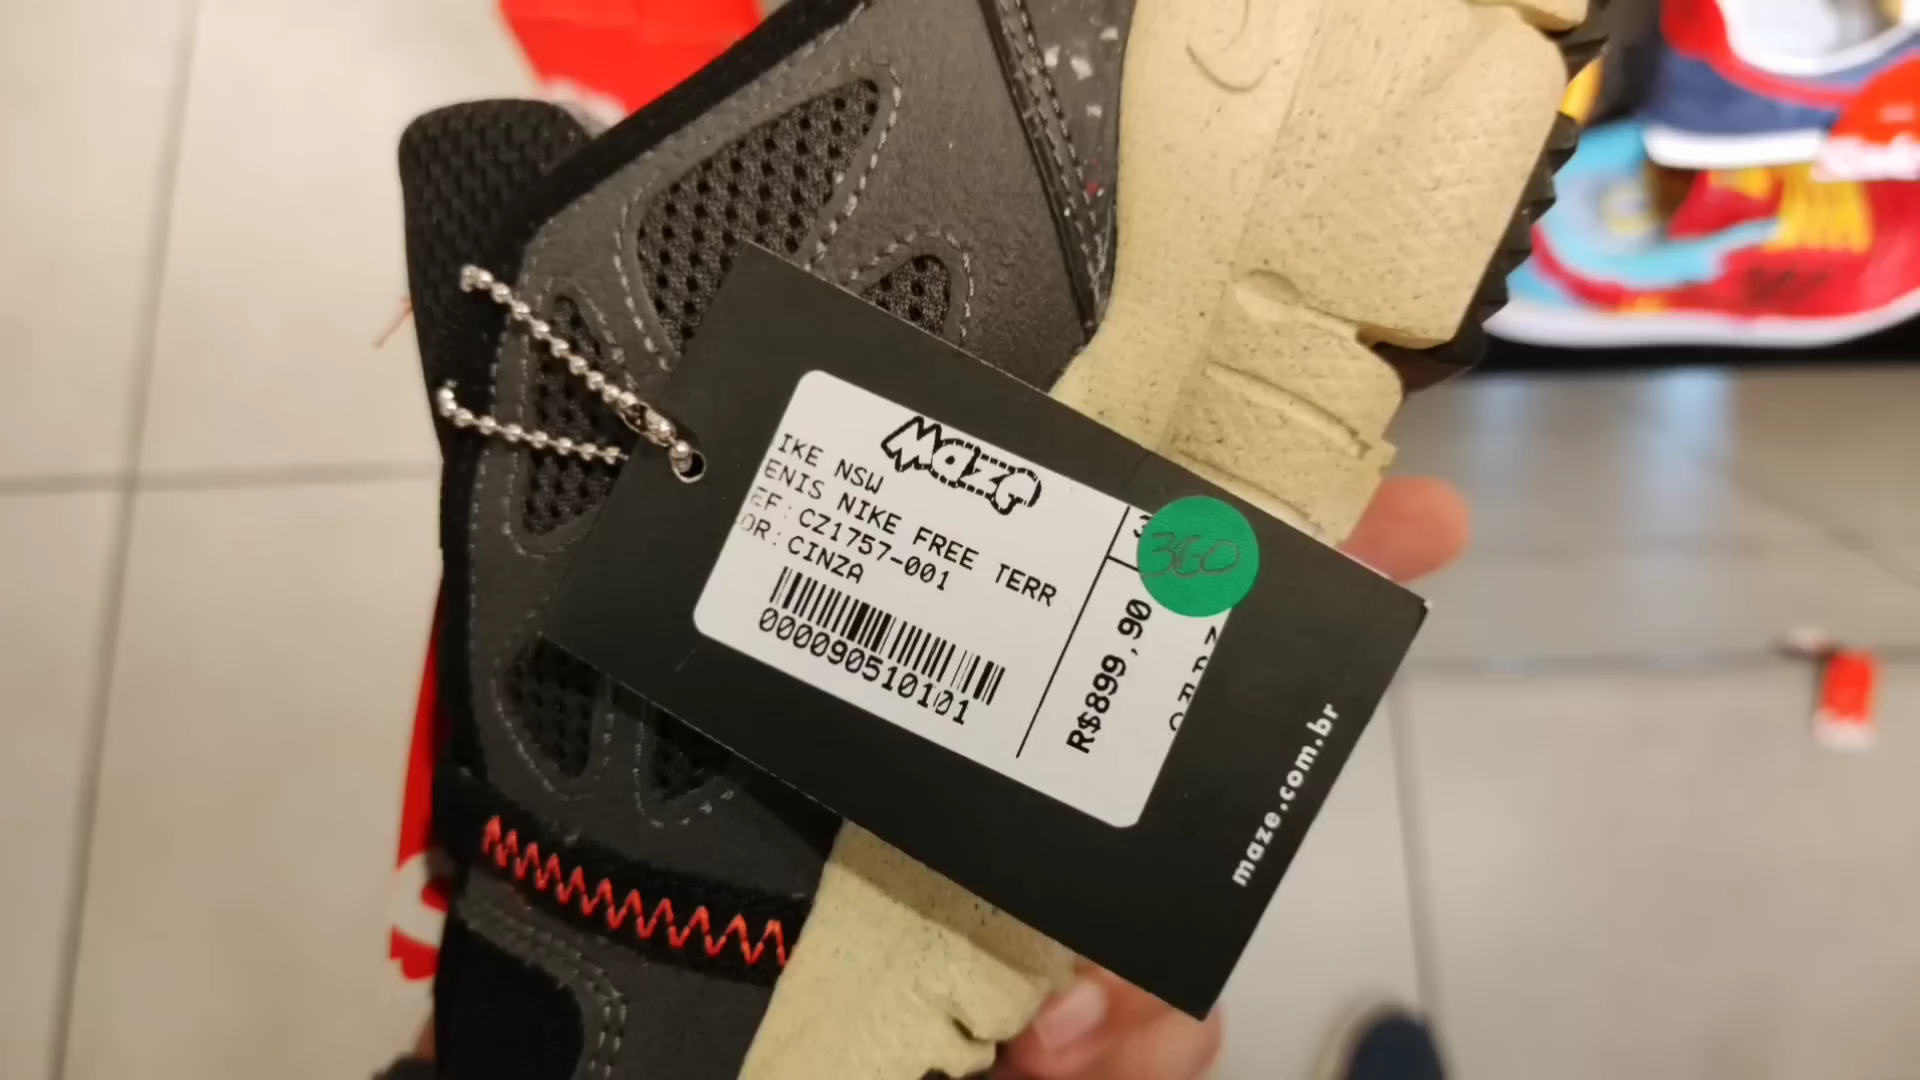 Maze
IKE NSW
ENIS NIKE FREE TERR
EF: CZ1757-001
OR: CINZA
000090510101
360
R$899,90
maze.com.br